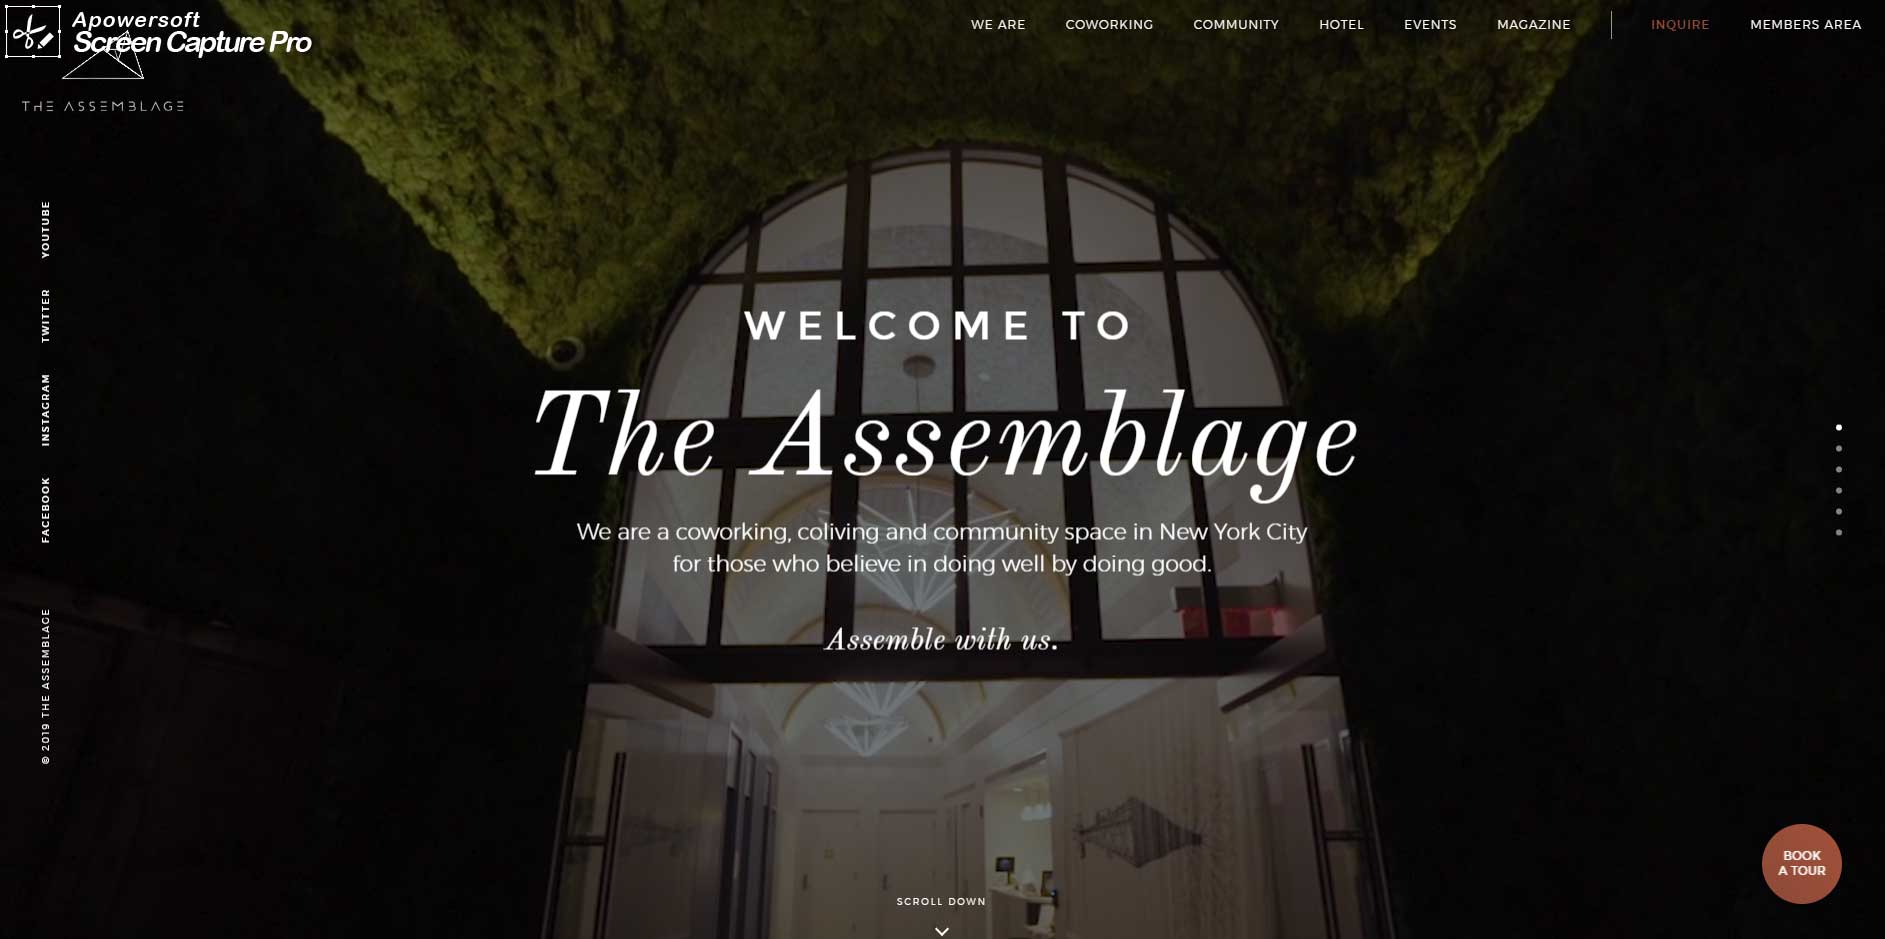 Apowersoft
Screen Capture Pro
THE ASSEMBLAGE
WE ARE
COWORKING
COMMUNITY
HOTEL
EVENTS
MAGAZINE
INQUIRE
MEMBERS AREA
YOUTUBE
TWITTER
INSTAGRAM
FACEBOOK
© 2019 THE ASSEMBLAGE
WELCOME TO
The Assemblage
We are a coworking, coliving and community space in New York City
for those who believe in doing well by doing good.
Assemble with us.
BOOK
A TOUR
SCROLL DOWN